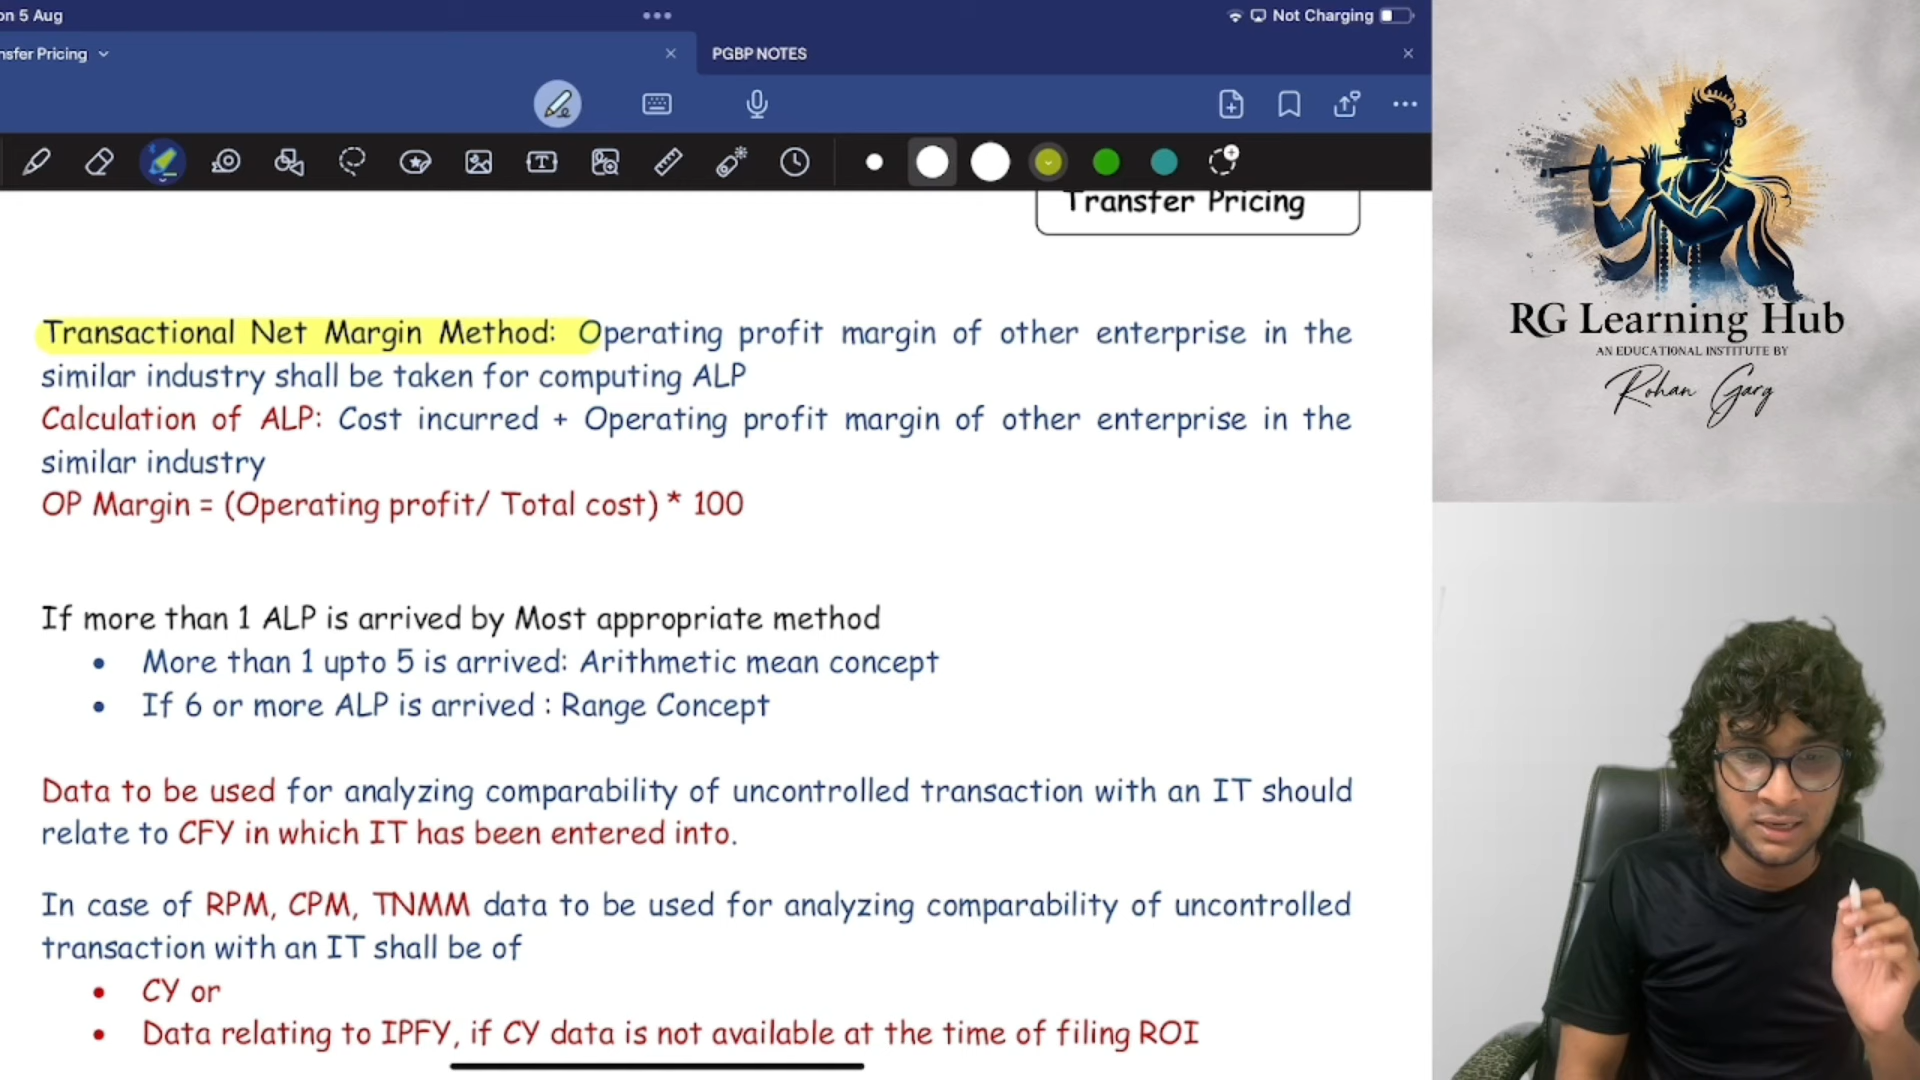 on 5 Aug
Not Charging
nsfer Pricing
PGBP NOTES
Transfer Pricing
RG Learning Hub
AN EDUCATIONAL INSTITUTE BY
Rohan Garg
Transactional Net Margin Method: Operating profit margin of other enterprise in the
similar industry shall be taken for computing ALP
Calculation of ALP: Cost incurred + Operating profit margin of other enterprise in the
similar industry
OP Margin = (Operating profit/ Total cost) * 100
If more than 1 ALP is arrived by Most appropriate method
• More than 1 upto 5 is arrived: Arithmetic mean concept
• If 6 or more ALP is arrived : Range Concept
Data to be used for analyzing comparability of uncontrolled transaction with an IT should
relate to CFY in which IT has been entered into.
In case of RPM, CPM, TNMM data to be used for analyzing comparability of uncontrolled
transaction with an IT shall be of
• CY or
• Data relating to IPFY, if CY data is not available at the time of filing ROI